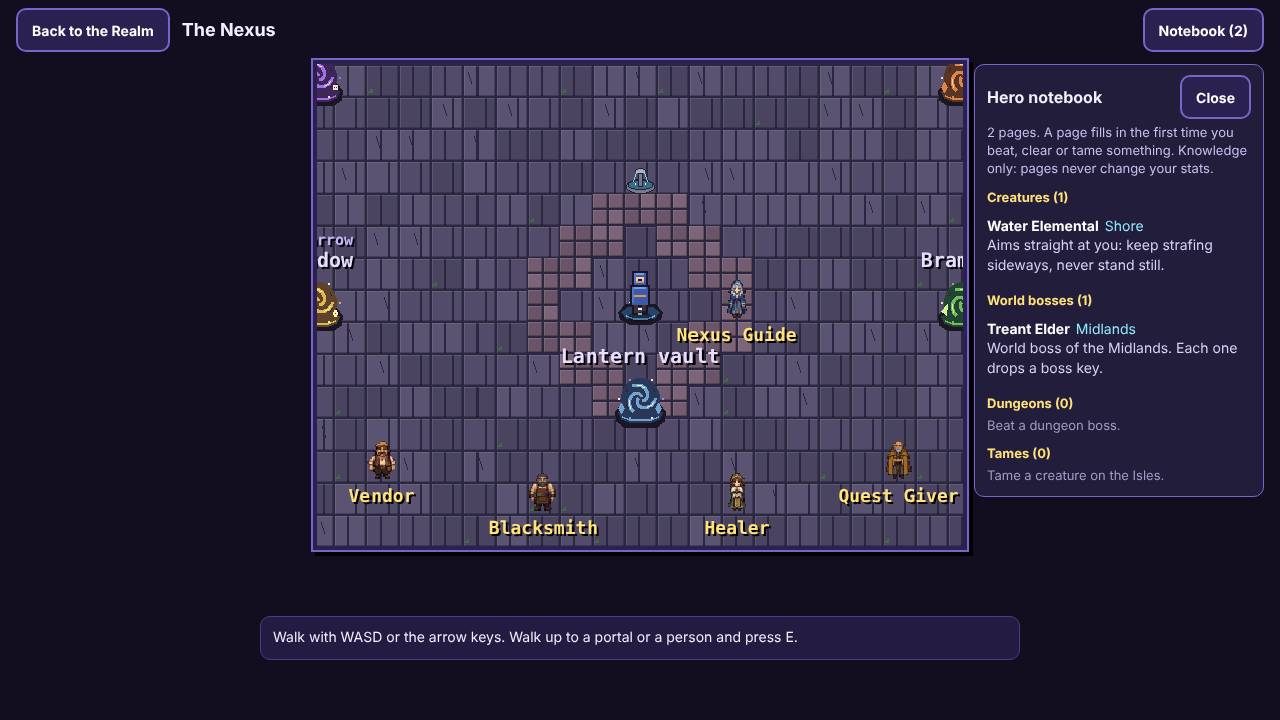 Back to the Realm
The Nexus
Notebook (2)
rrow
dow
Bram
Nexus Guide
Lantern vault
Vendor
Blacksmith
Healer
Quest Giver
Hero notebook
Close
2 pages. A page fills in the first time you
beat, clear or tame something. Knowledge
only: pages never change your stats.
Creatures (1)
Water Elemental Shore
Aims straight at you: keep strafing
sideways, never stand still.
World bosses (1)
Treant Elder Midlands
World boss of the Midlands. Each one
drops a boss key.
Dungeons (0)
Beat a dungeon boss.
Tames (0)
Tame a creature on the Isles.
Walk with WASD or the arrow keys. Walk up to a portal or a person and press E.